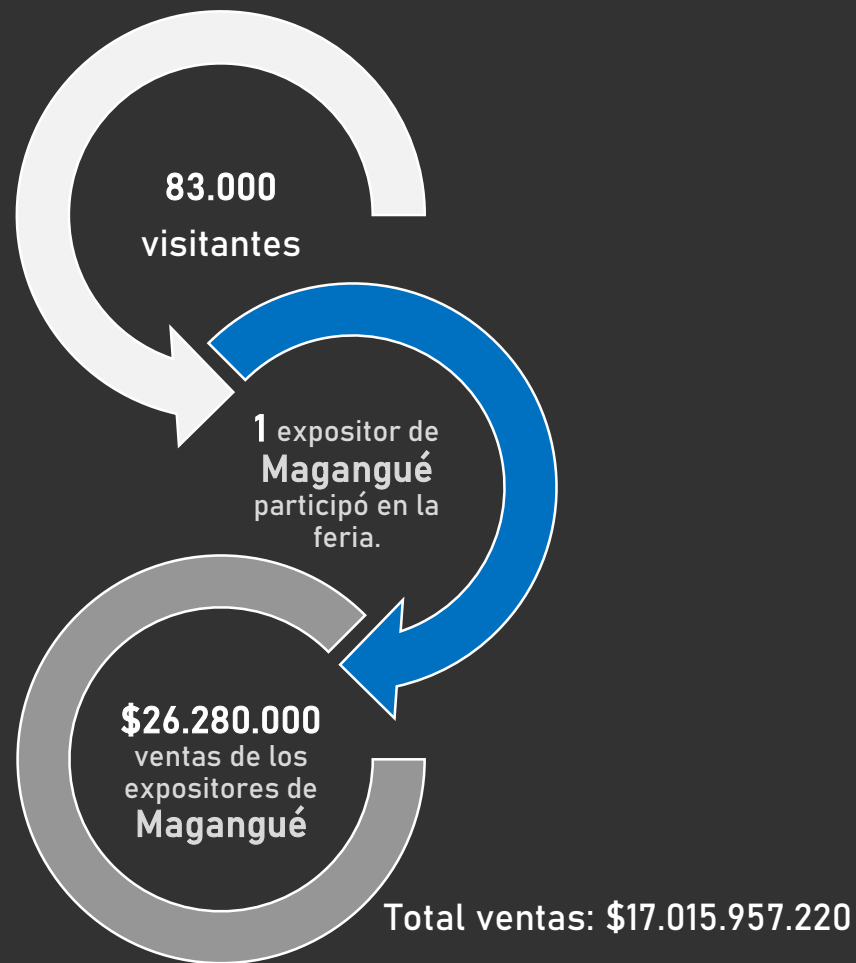 83.000
visitantes
1 expositor de
Magangué
participó en la
feria.
$26.280.000
ventas de los
expositores de
Magangué
Total ventas: $17.015.957.220